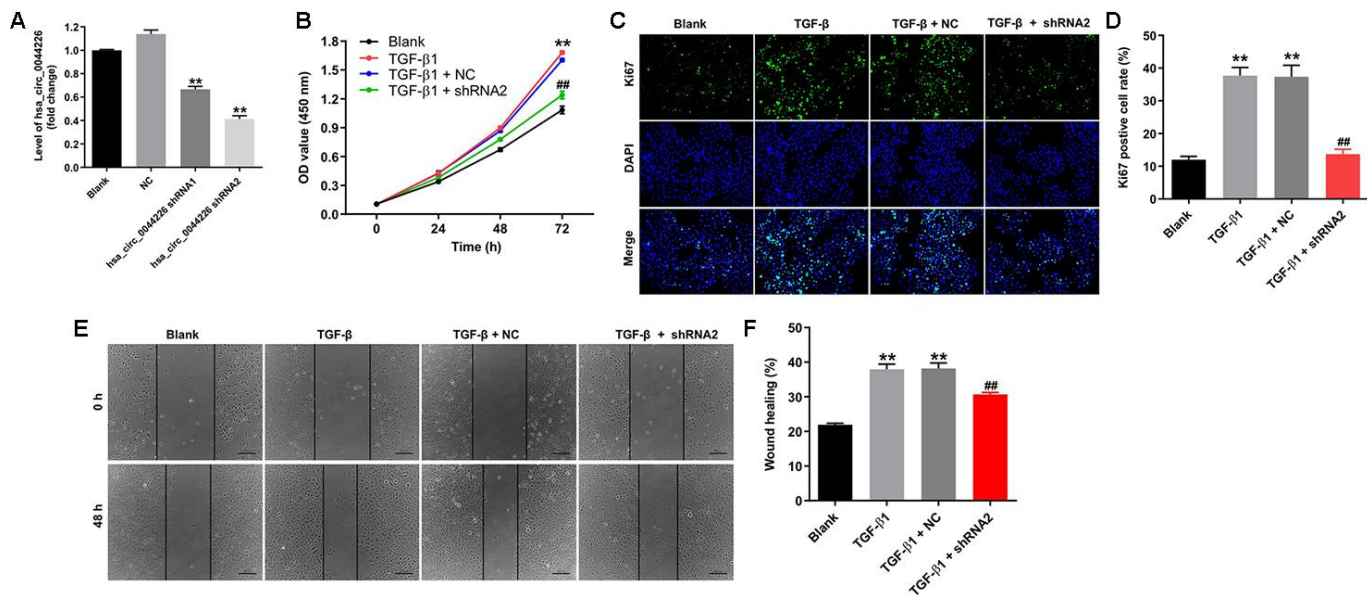 A
Level of hsa_circ_0044226
(fold change)
1.2
1.0
0.8
0.6
0.4
0.2
0.0
**
**
Blank
NC
hsa_circ_0044226 shRNA1
hsa_circ_0044226 shRNA2
B
OD value (450 nm)
1.8
1.5
1.2
0.9
0.6
0.3
0.0
Blank
TGF-β1
TGF-β1 + NC
TGF-β1 + shRNA2
**
##
0
24
48
72
Time (h)
C
Blank
TGF-β
TGF-β + NC
TGF-β + shRNA2
Ki67
DAPI
Merge
D
Ki67 postive cell rate (%)
50
40
30
20
10
0
**
**
##
Blank
TGF-β1
TGF-β1 + NC
TGF-β1 + shRNA2
E
Blank
TGF-β
TGF-β + NC
TGF-β + shRNA2
0 h
48 h
F
Wound healing (%)
50
40
30
20
10
0
**
**
##
Blank
TGF-β1
TGF-β1 + NC
TGF-β1 + shRNA2